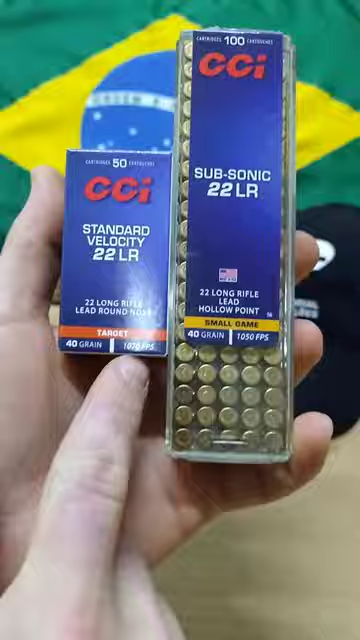 CARTRIDGES 50 CARTOUCHES
CCi
STANDARD
VELOCITY
22 LR
22 LONG RIFLE
LEAD ROUND NOSE
TARGET
40 GRAIN 1070 FPS
CARTRIDGES 100 CARTOUCHES
CCi
SUB-SONIC
22 LR
22 LONG RIFLE
LEAD
HOLLOW POINT
SMALL GAME
40 GRAIN 1050 FPS